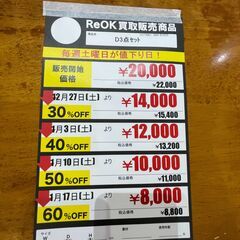 ReOK 買取販売商品
D3点セット
毎週土曜日が値下り日!
販売開始価格 ¥20,000
税込価格 ¥22,000
12月27日(土) より ¥14,000
30%OFF 税込価格 ¥15,400
1月3日(土) より ¥12,000
40%OFF 税込価格 ¥13,200
1月10日(土) より ¥10,000
50%OFF 税込価格 ¥11,000
1月17日(土) より ¥8,000
60%OFF 税込価格 ¥8,800
W D H